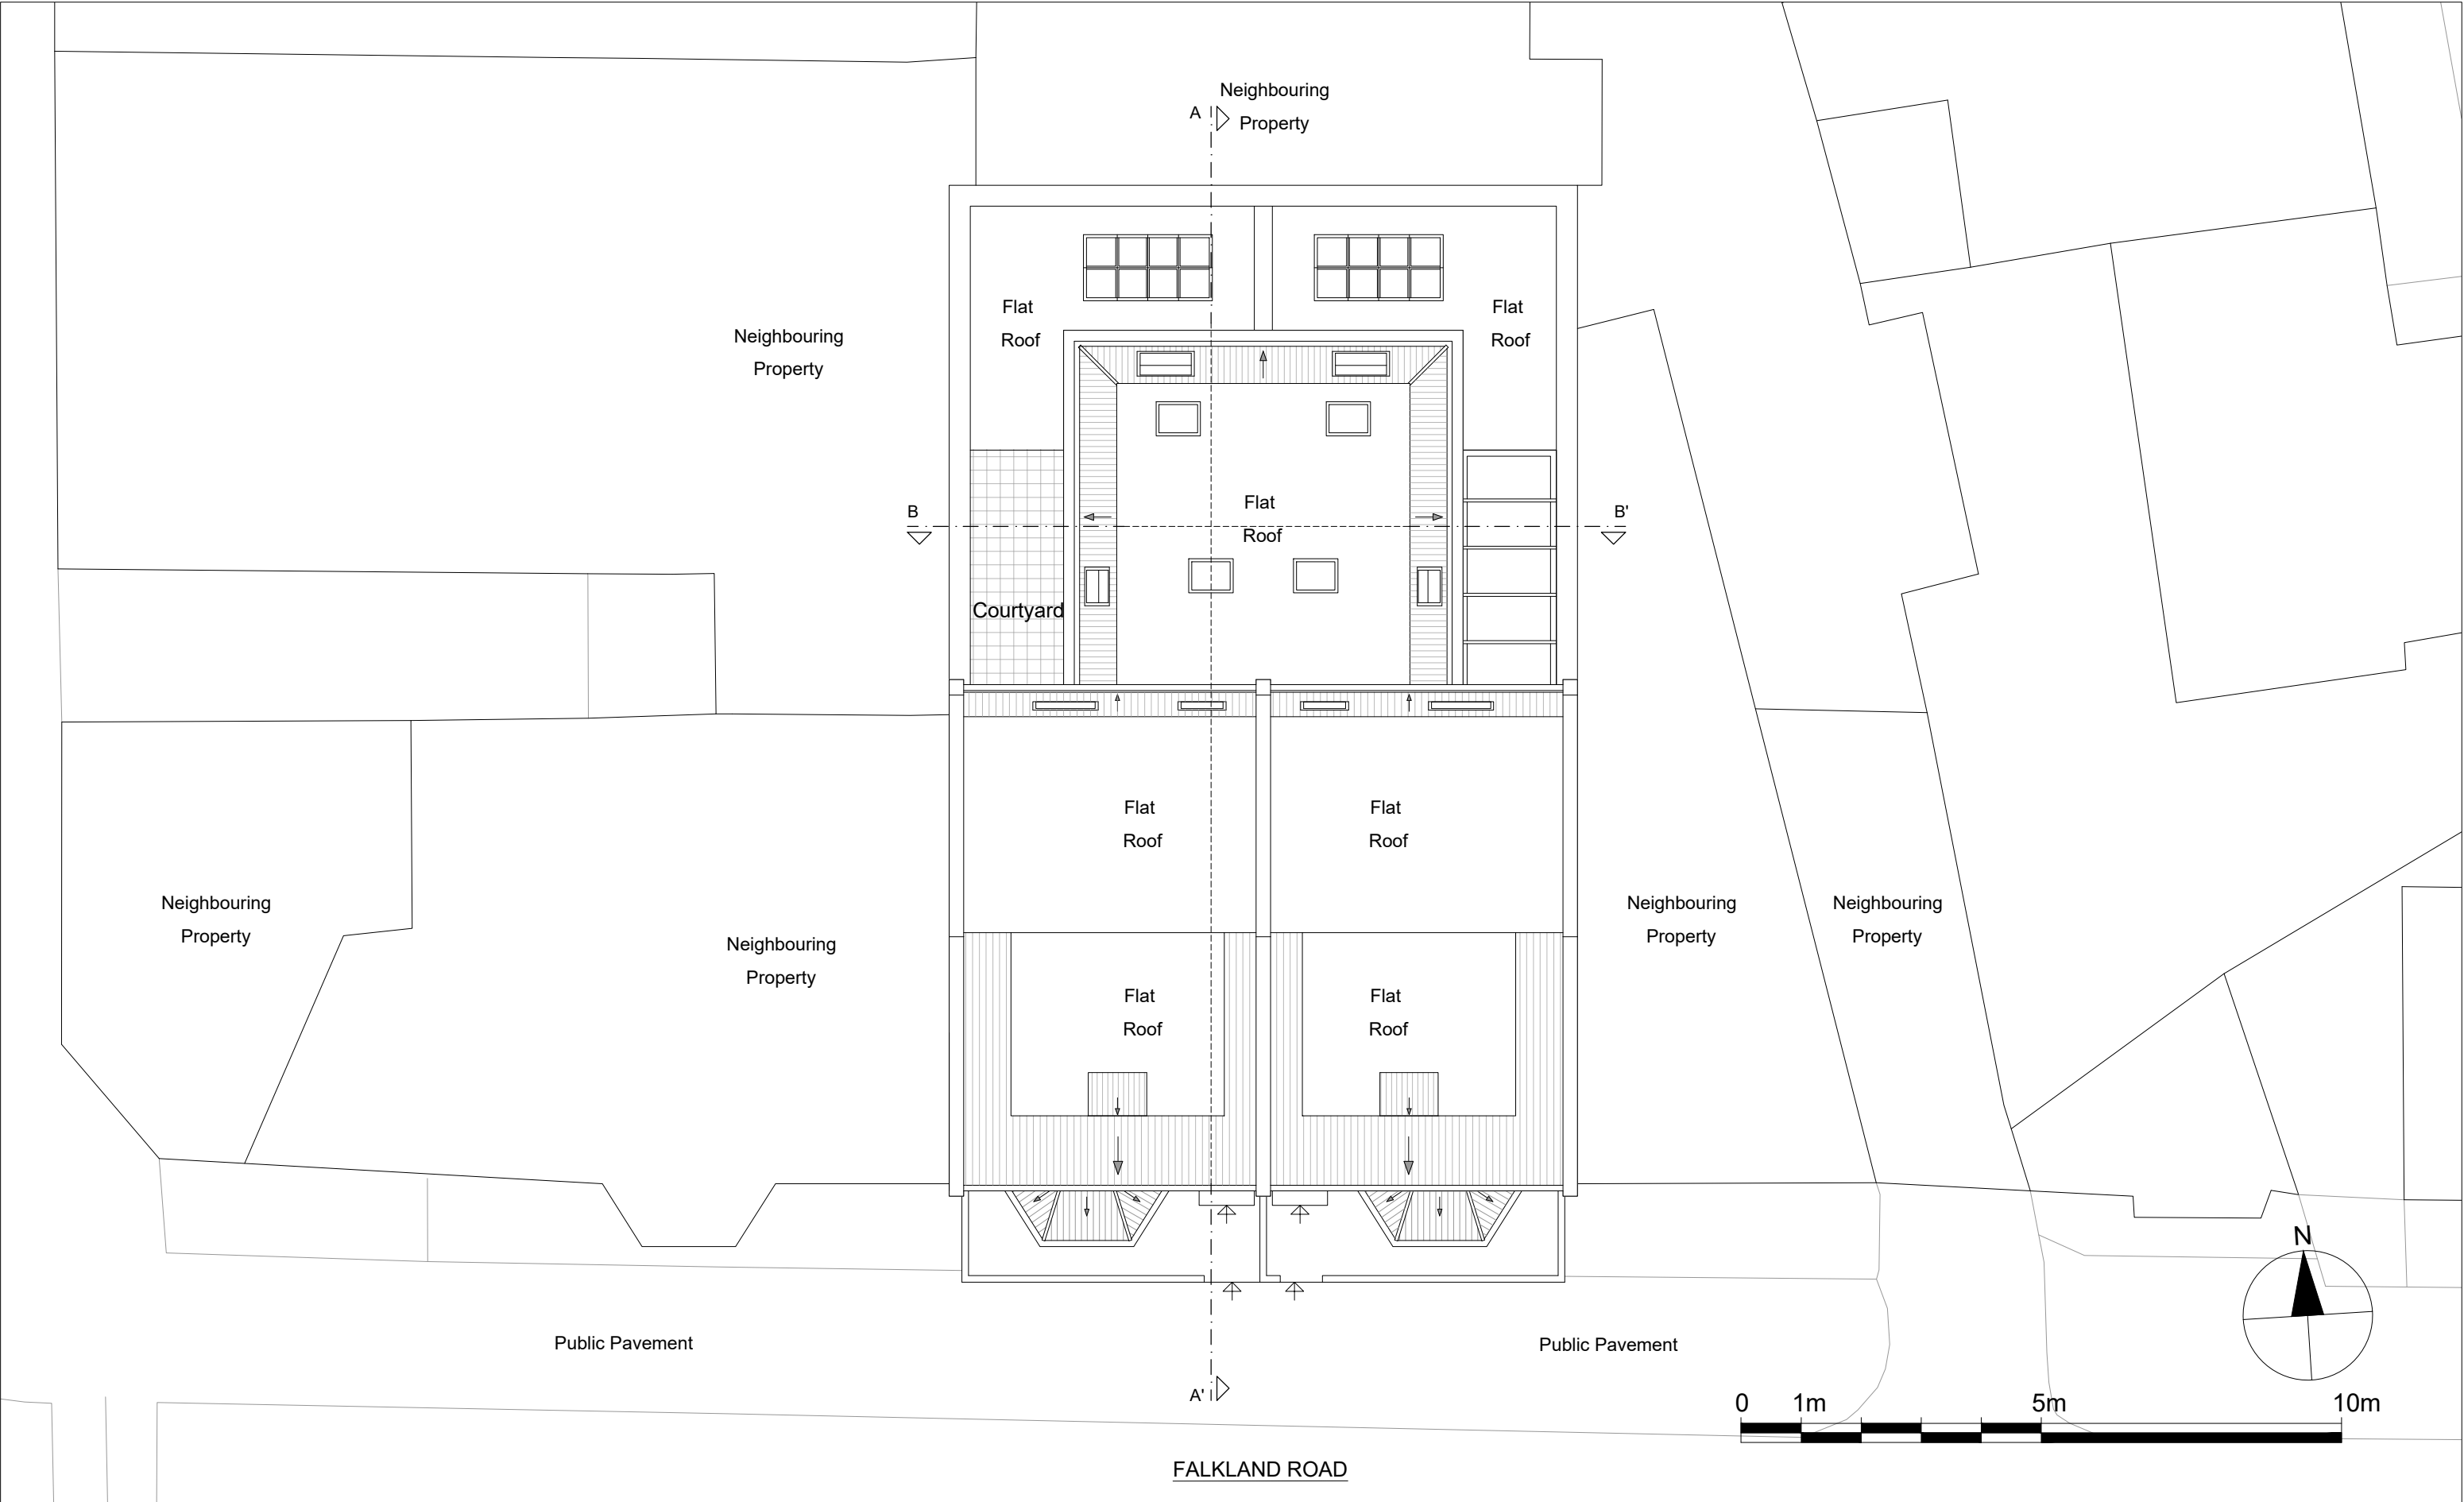 Neighbouring
Property
A
Flat
Roof
Flat
Roof
Neighbouring
Property
B
B'
Flat
Roof
Courtyard
Flat
Roof
Flat
Roof
Neighbouring
Property
Neighbouring
Property
Neighbouring
Property
Neighbouring
Property
Flat
Roof
Flat
Roof
N
Public Pavement
Public Pavement
A'
0 1m 5m 10m
FALKLAND ROAD